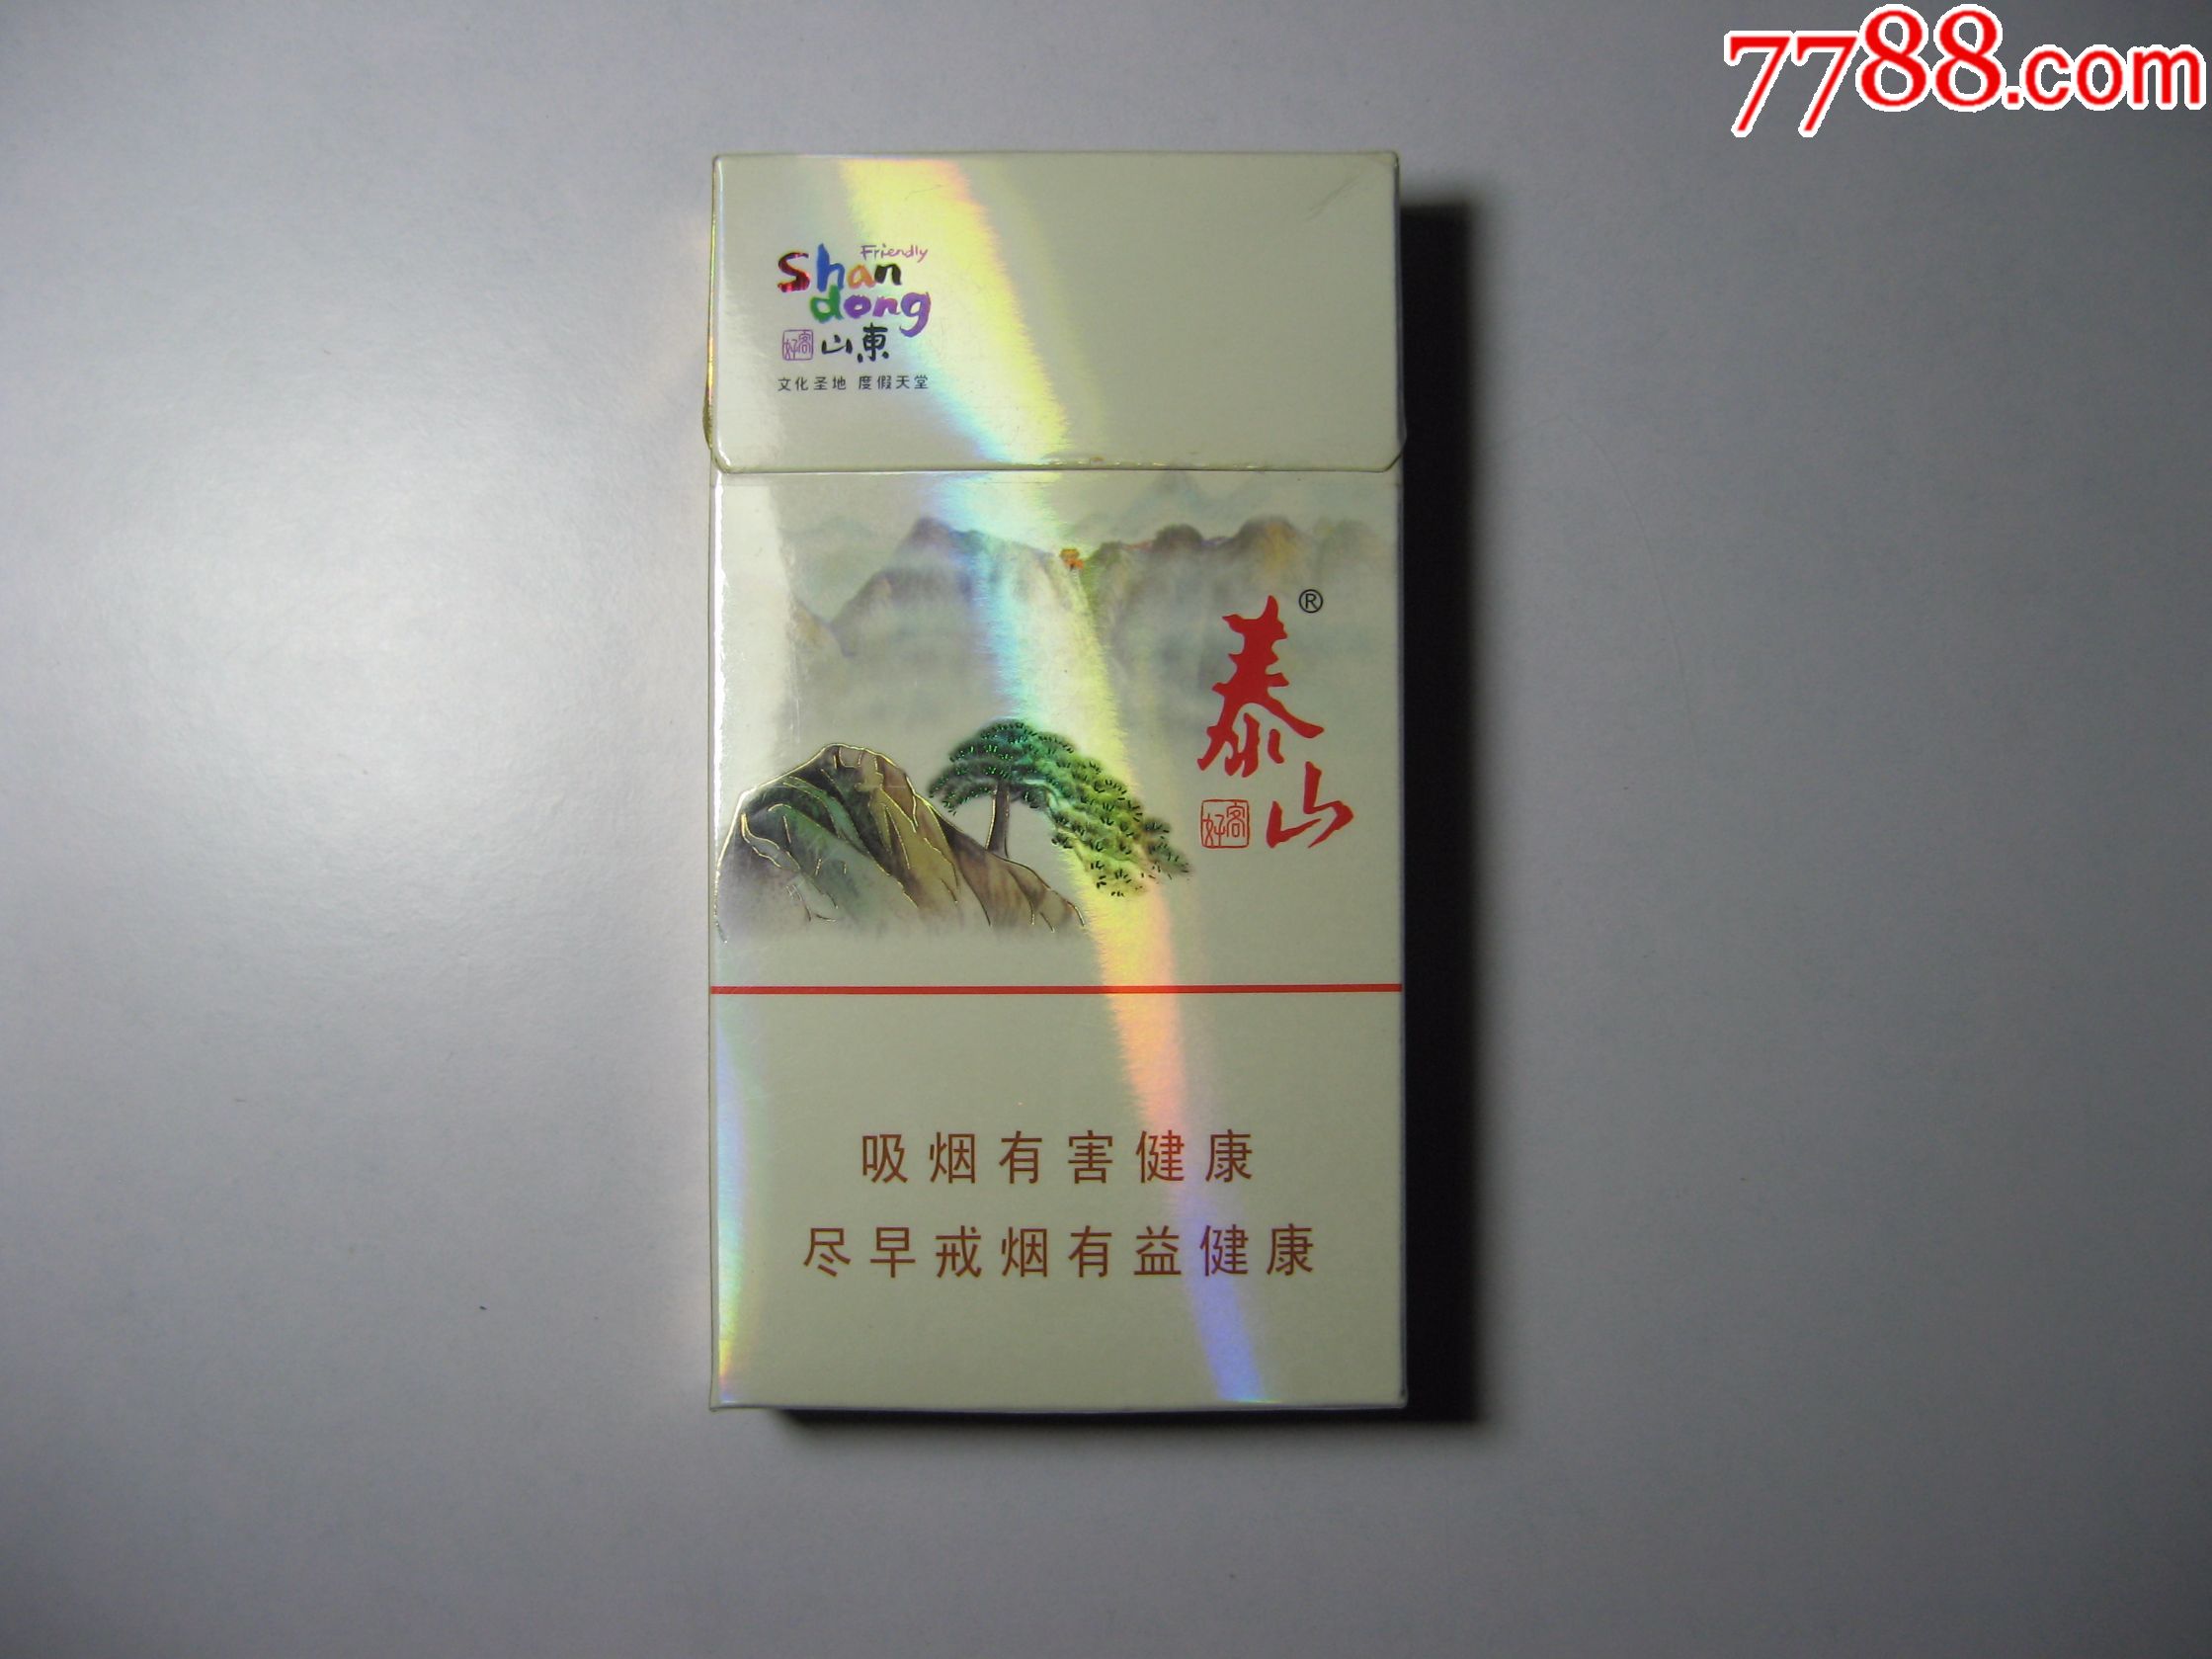 7788.com
Friendly
Shan
dong
好客 山東
文化圣地 度假天堂
泰山®
好客
吸烟有害健康
尽早戒烟有益健康